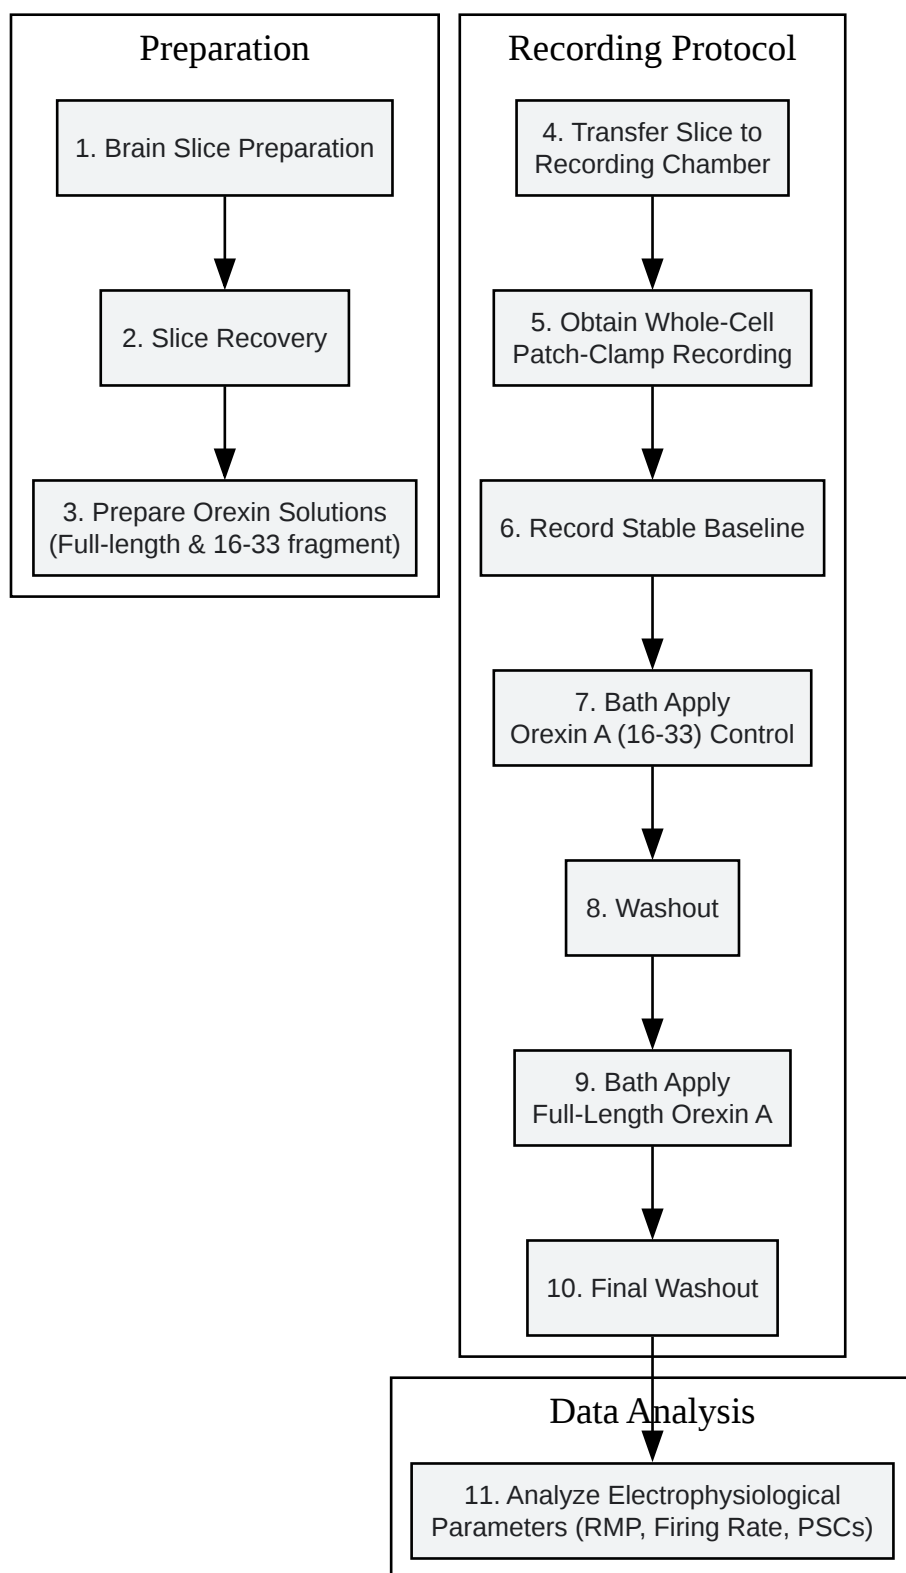 Preparation
1. Brain Slice Preparation
2. Slice Recovery
3. Prepare Orexin Solutions
(Full-length & 16-33 fragment)
Recording Protocol
4. Transfer Slice to
Recording Chamber
5. Obtain Whole-Cell
Patch-Clamp Recording
6. Record Stable Baseline
7. Bath Apply
Orexin A (16-33) Control
8. Washout
9. Bath Apply
Full-Length Orexin A
10. Final Washout
Data Analysis
11. Analyze Electrophysiological
Parameters (RMP, Firing Rate, PSCs)